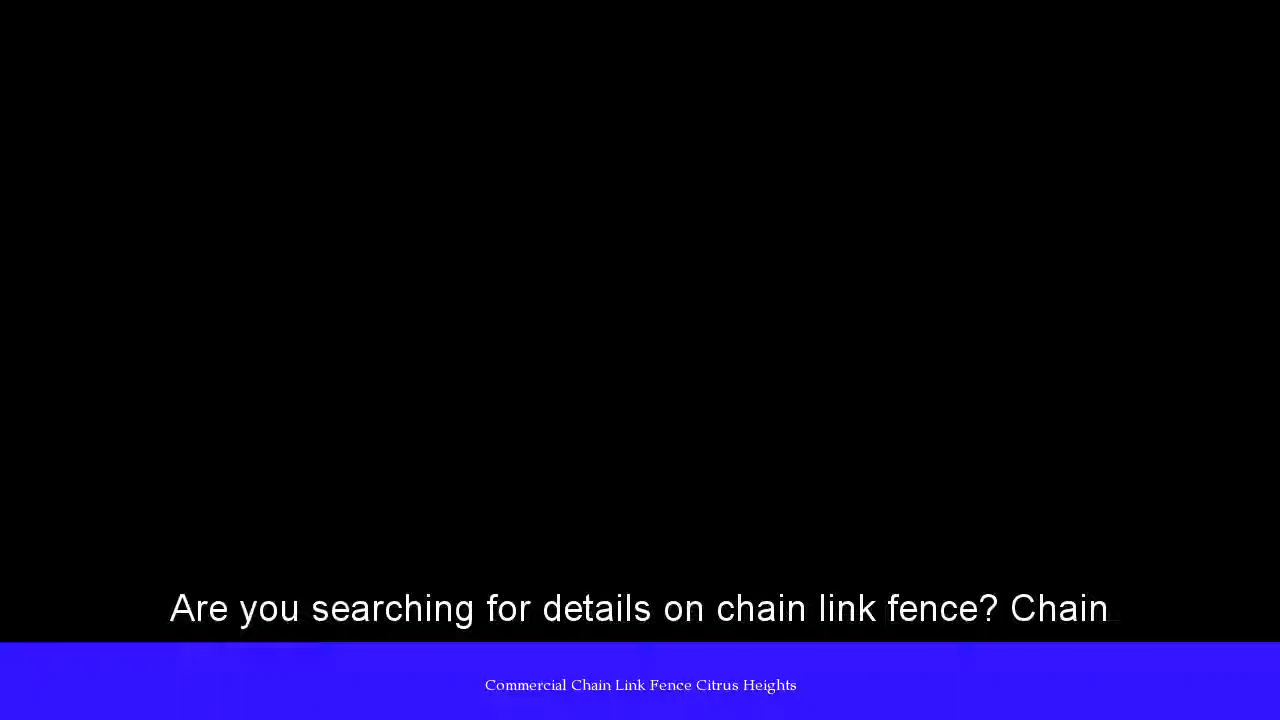 Are you searching for details on chain link fence? Chain
Commercial Chain Link Fence Citrus Heights